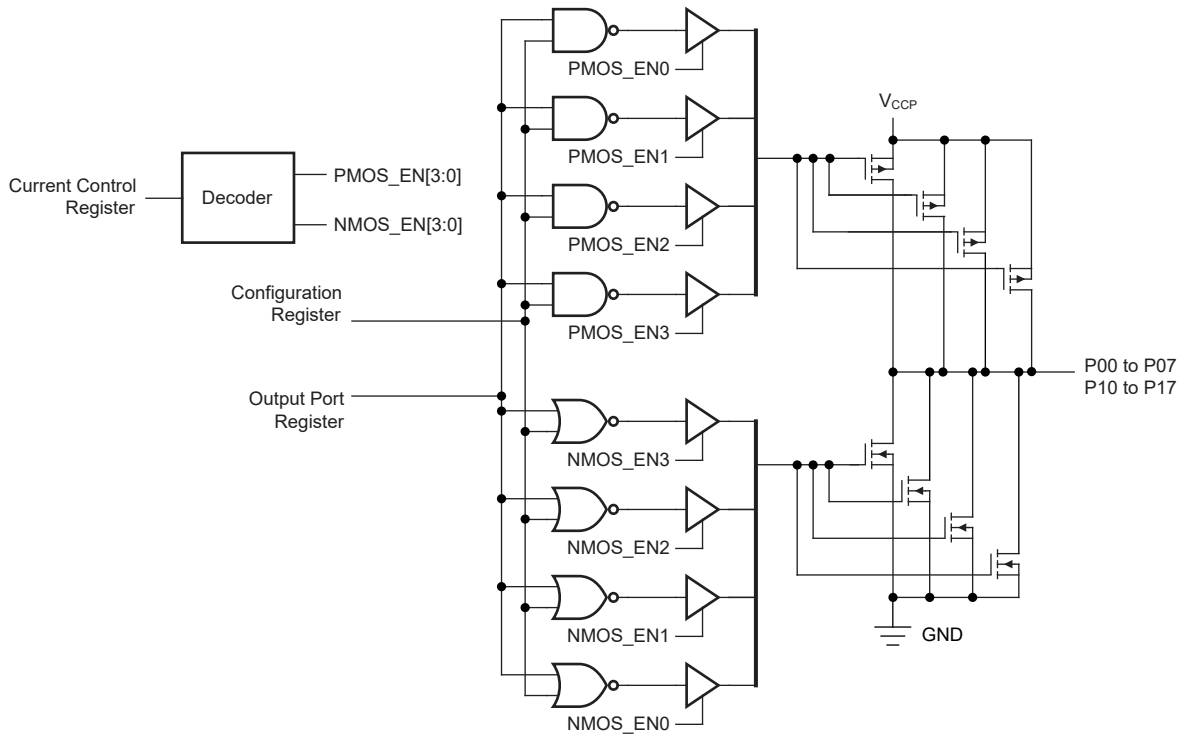 PMOS_EN0
PMOS_EN1
PMOS_EN2
PMOS_EN3
V_CCP
Current Control
Register
Decoder
PMOS_EN[3:0]
NMOS_EN[3:0]
Configuration
Register
Output Port
Register
P00 to P07
P10 to P17
NMOS_EN3
NMOS_EN2
NMOS_EN1
NMOS_EN0
GND